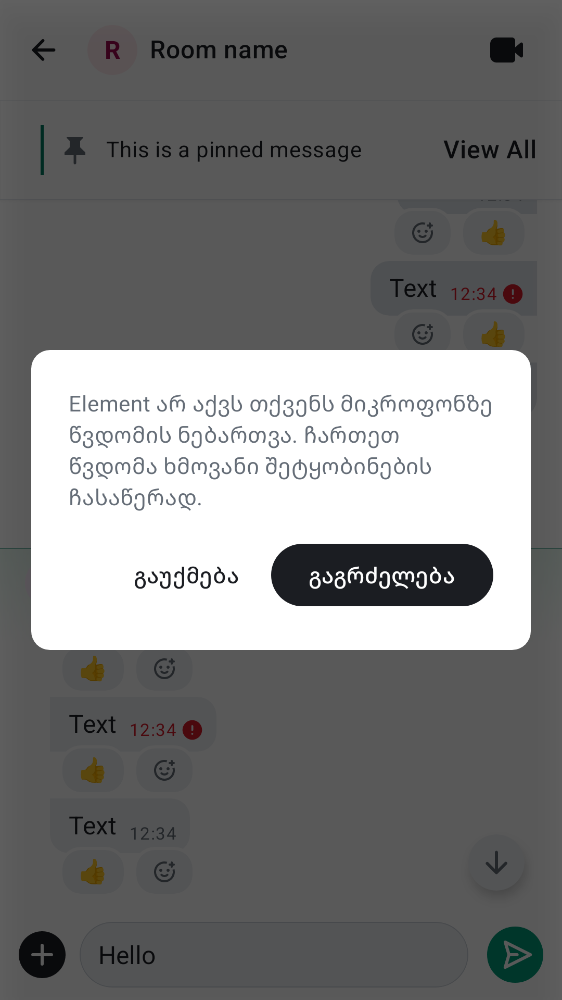 R Room name
This is a pinned message View All
Text 12:34
Element არ აქვს თქვენს მიკროფონზე
წვდომის ნებართვა. ჩართეთ
წვდომა ხმოვანი შეტყობინების
ჩასაწერად.
გაუქმება გაგრძელება
Text 12:34
Text 12:34
Hello